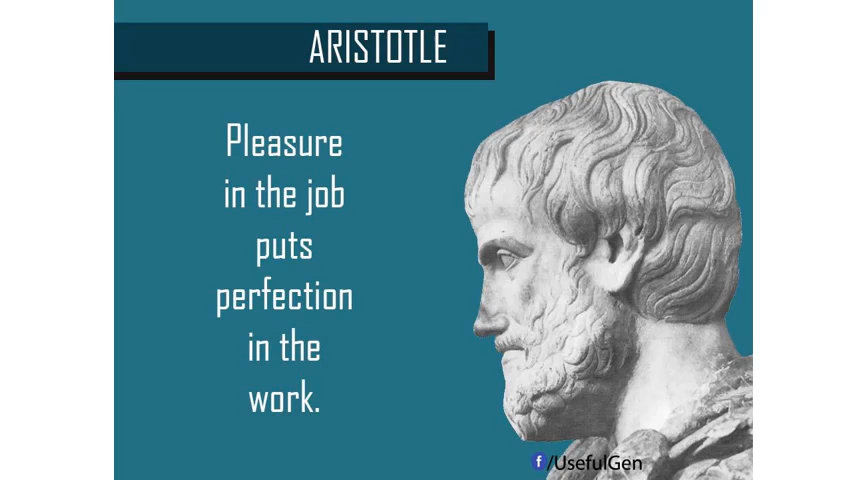 ARISTOTLE
Pleasure
in the job
puts
perfection
in the
work.
f/UsefulGen